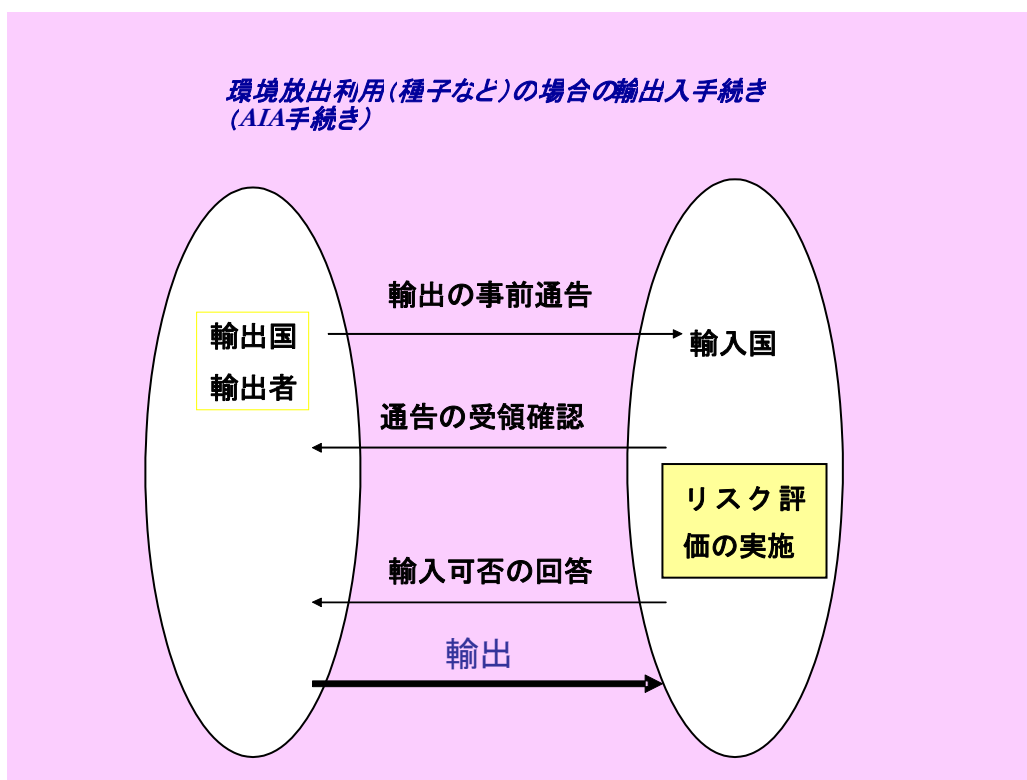 環境放出利用(種子など)の場合の輸出入手続き
(AIA手続き)
輸出の事前通告
輸出国
輸出者
輸入国
通告の受領確認
リスク評
価の実施
輸入可否の回答
輸出